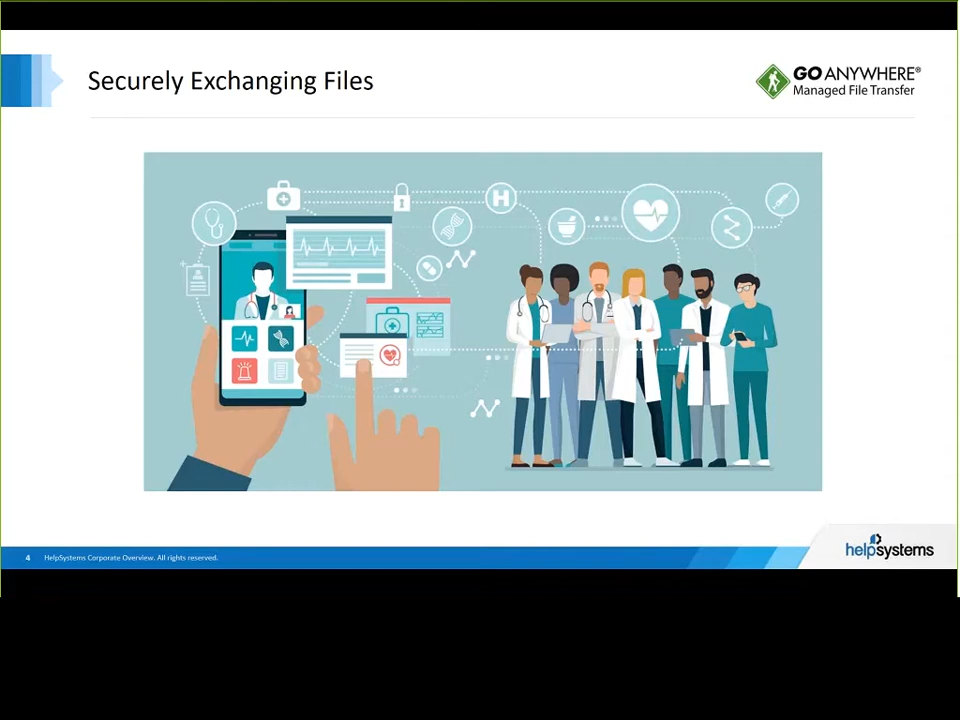 Securely Exchanging Files
GO ANYWHERE®
Managed File Transfer
H
4 HelpSystems Corporate Overview. All rights reserved.
helpsystems